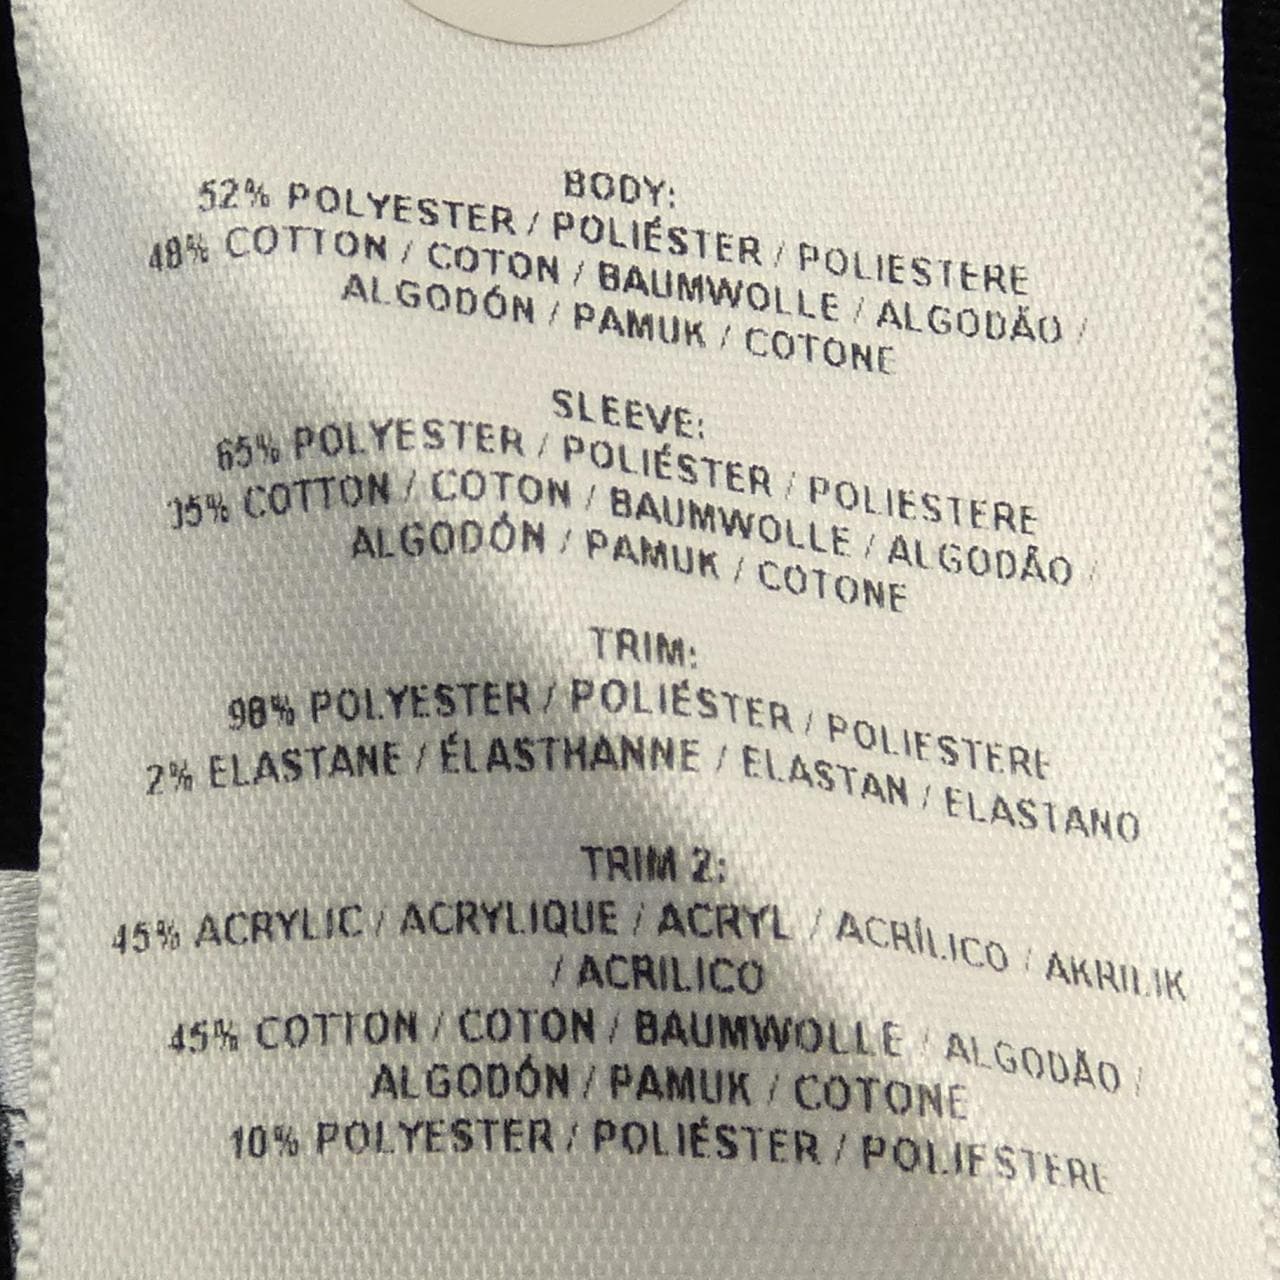 BODY:
52% POLYESTER / POLIÉSTER / POLIESTERE
48% COTTON / COTON / BAUMWOLLE / ALGODÃO /
ALGODÓN / PAMUK / COTONE
SLEEVE:
65% POLYESTER / POLIÉSTER / POLIESTERE
35% COTTON / COTON / BAUMWOLLE / ALGODÃO /
ALGODÓN / PAMUK / COTONE
TRIM:
98% POLYESTER / POLIÉSTER / POLIESTERE
2% ELASTANE / ÉLASTHANNE / ELASTAN / ELASTANO
TRIM 2:
45% ACRYLIC / ACRYLIQUE / ACRYL / ACRÍLICO / AKRILIK
/ ACRILICO
45% COTTON / COTON / BAUMWOLLE / ALGODÃO /
ALGODÓN / PAMUK / COTONE
10% POLYESTER / POLIÉSTER / POLIESTERE